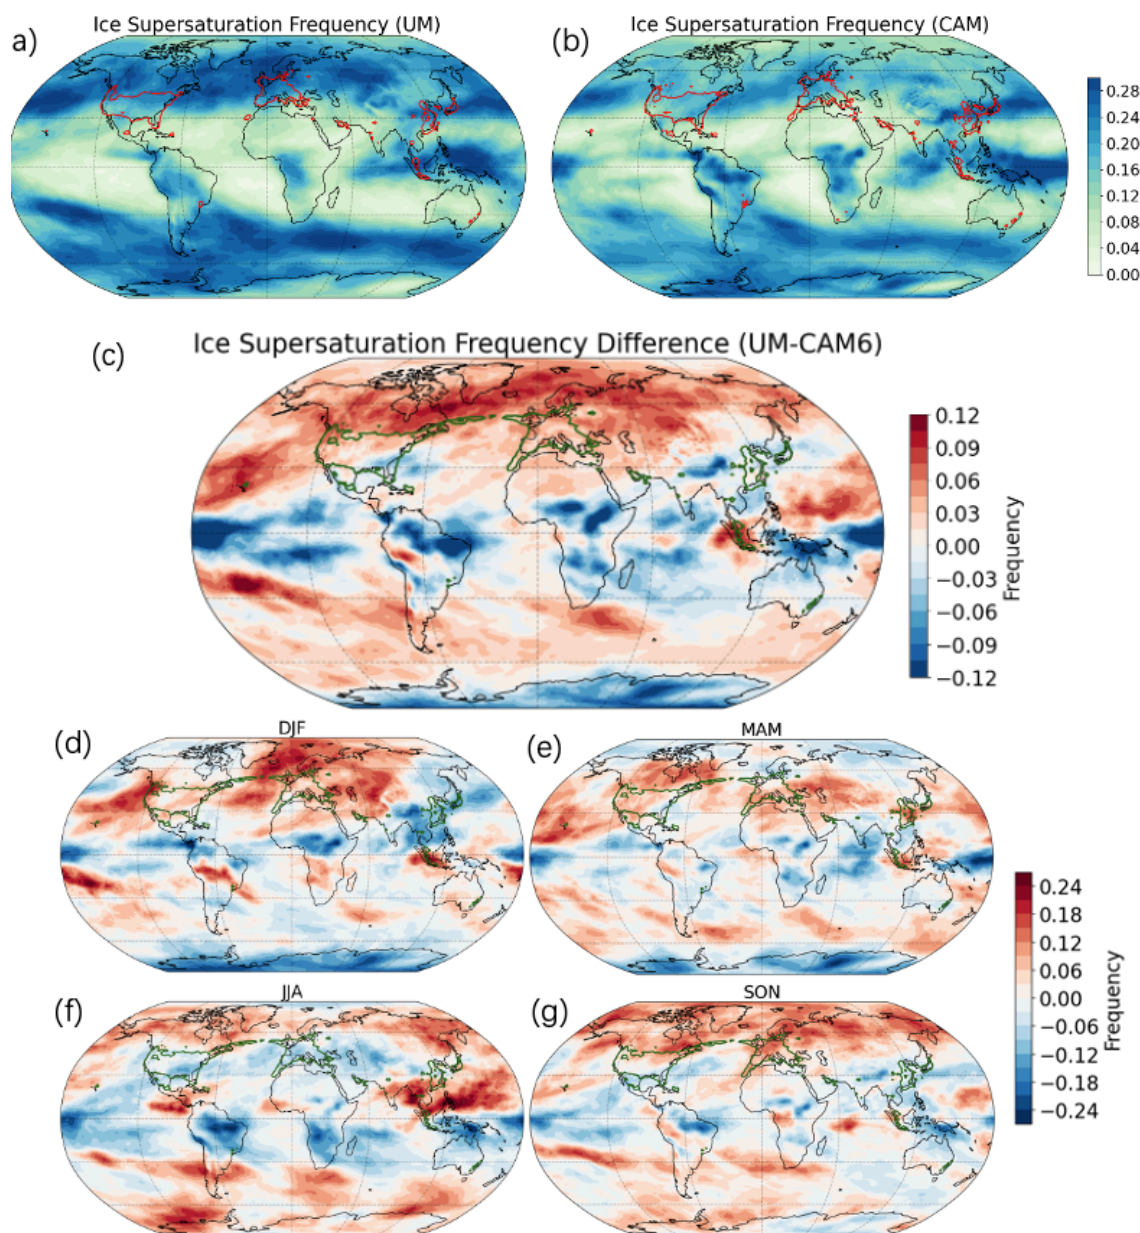 Ice Supersaturation Frequency (UM)
Ice Supersaturation Frequency (CAM)
a)
(b)
0.28
0.24
0.20
0.16
0.12
0.08
0.04
0.00
(c)
Ice Supersaturation Frequency Difference (UM-CAM6)
0.12
0.09
0.06
0.03
0.00
−0.03
−0.06
−0.09
−0.12
Frequency
(d)
DJF
(e)
MAM
(f)
JJA
(g)
SON
0.24
0.18
0.12
0.06
0.00
−0.06
−0.12
−0.18
−0.24
Frequency